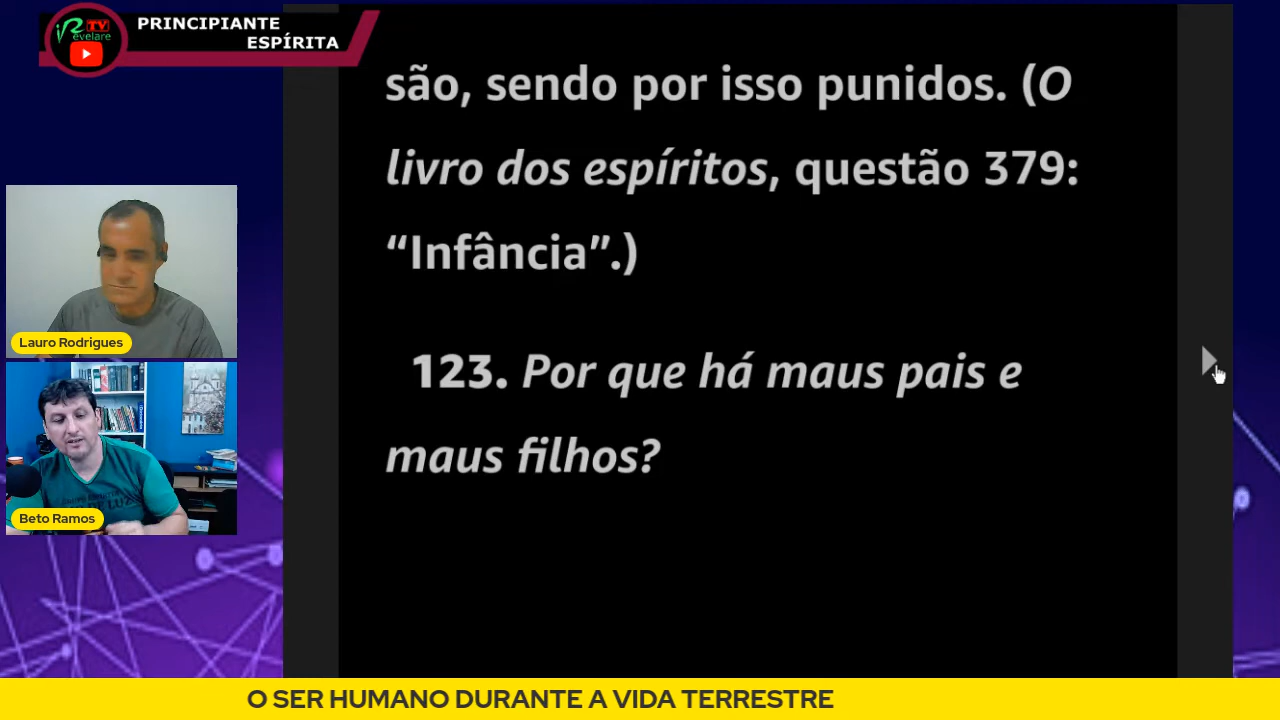 iR TV
evelare
PRINCIPIANTE
ESPÍRITA
são, sendo por isso punidos. (O
livro dos espíritos, questão 379:
“Infância”.)
123. Por que há maus pais e
maus filhos?
Lauro Rodrigues
Beto Ramos
O SER HUMANO DURANTE A VIDA TERRESTRE